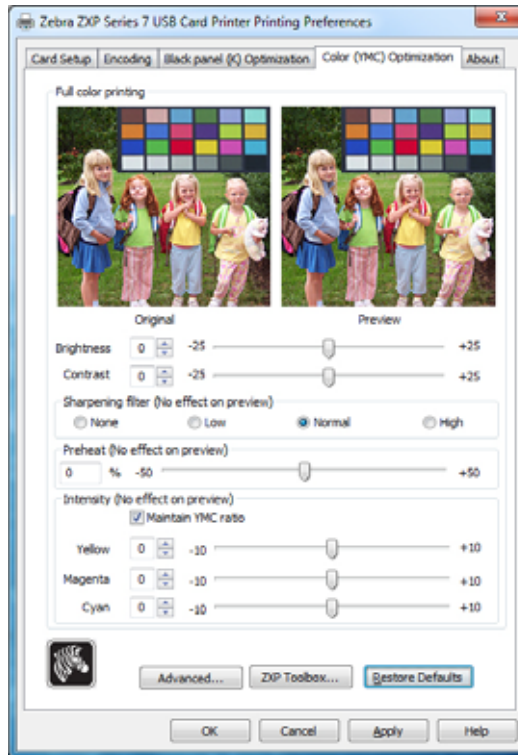 Zebra ZXP Series 7 USB Card Printer Printing Preferences
Card Setup Encoding Black panel (K) Optimization Color (YMC) Optimization About
Full color printing
Original Preview
Brightness 0 -25 +25
Contrast 0 -25 +25
Sharpening filter (No effect on preview)
None Low Normal High
Preheat (No effect on preview)
0 % -50 +50
Intensity (No effect on preview)
Maintain YMC ratio
Yellow 0 -10 +10
Magenta 0 -10 +10
Cyan 0 -10 +10
Advanced... ZXP Toolbox... Restore Defaults
OK Cancel Apply Help